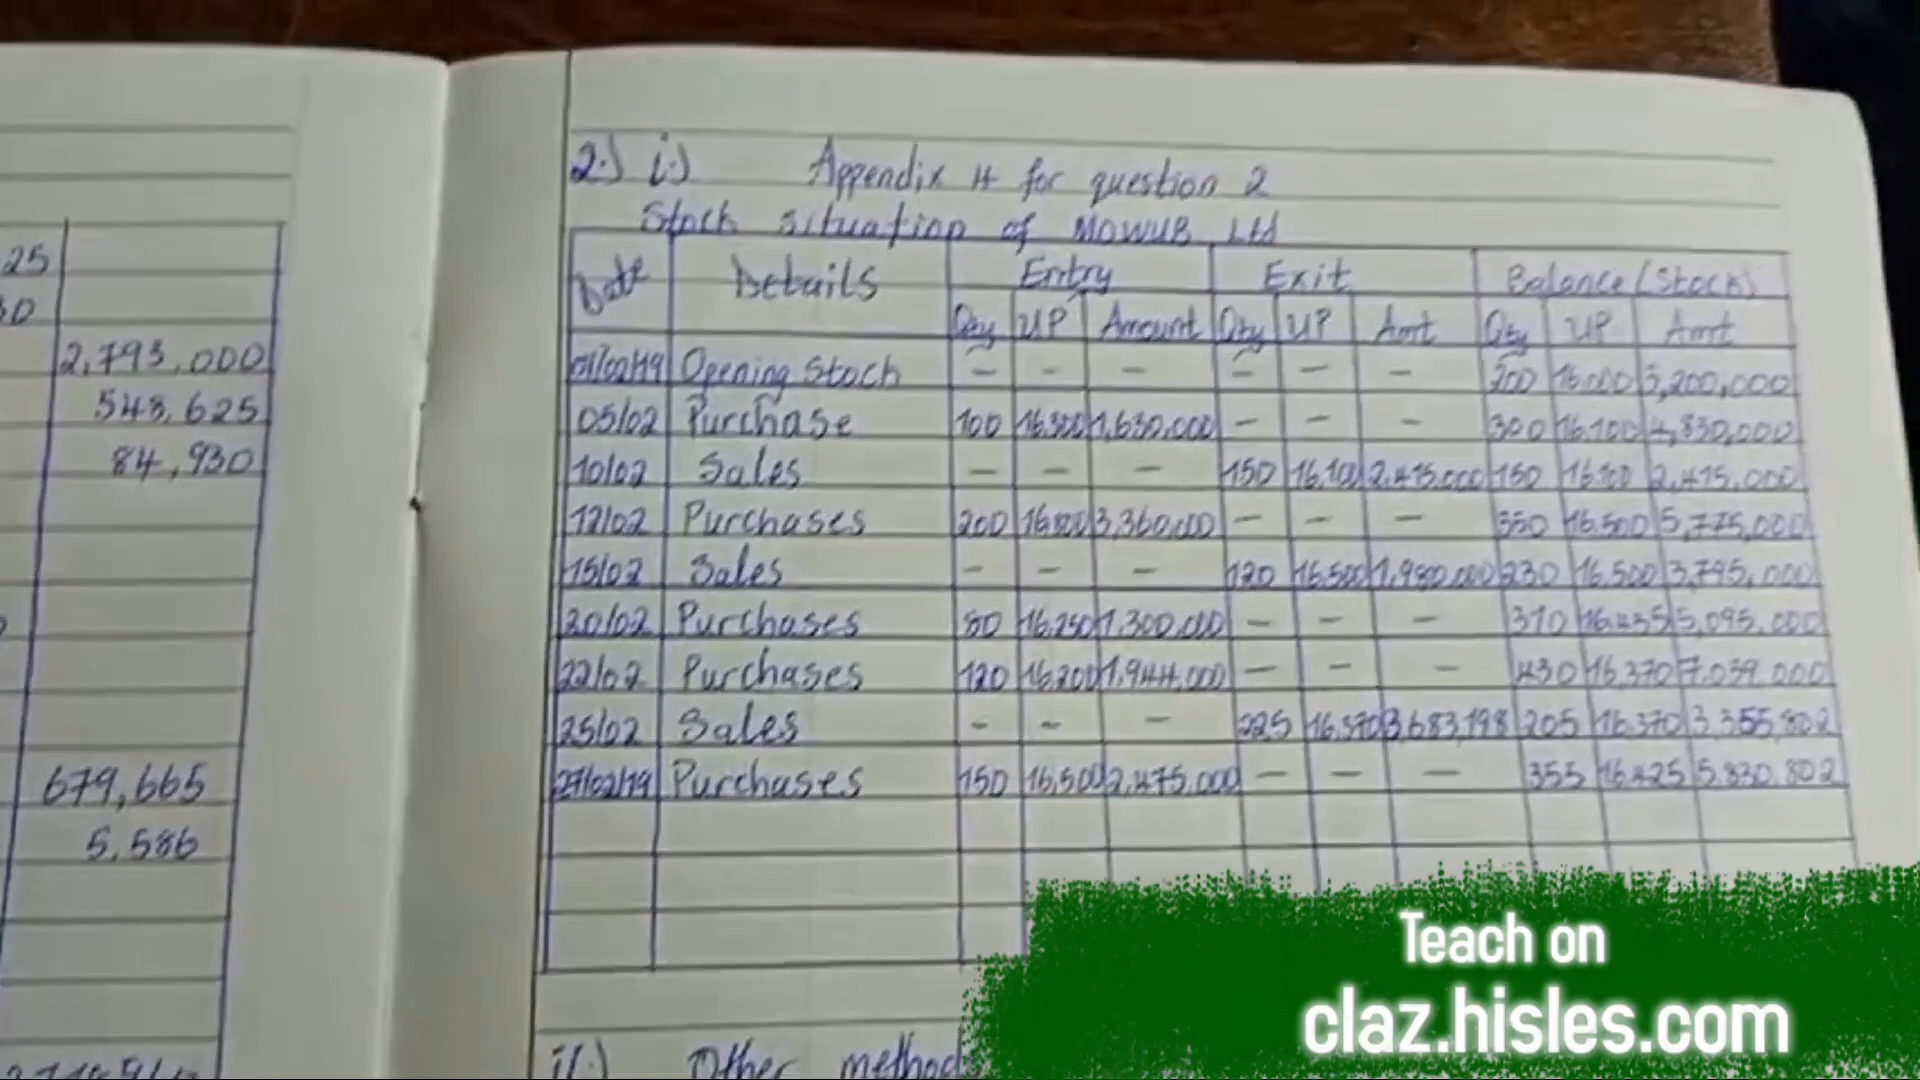 25
2,793,000
548,625
84,930
679,665
5,586
2.) i.) Appendix 4 for question 2
Stock situation of MOWUB Ltd
Date Details Entry Exit Balance (Stock)
Qty UP Amount Qty UP Amt Qty UP Amt
01/02/19 Opening Stock - - - - - - 200 16.000 3,200,000
05/02 Purchase 100 16.300 1,630,000 - - - 300 16.100 4,830,000
10/02 Sales - - - 150 16.100 2,415,000 150 16.100 2,415,000
12/02 Purchases 200 16.800 3,360,000 - - - 350 16.500 5,775,000
15/02 Sales - - - 120 16.500 1,980,000 230 16.500 3,795,000
20/02 Purchases 80 16.250 1,300,000 - - - 310 16.435 5,095,000
22/02 Purchases 120 16.200 1,944,000 - - - 430 16.370 7.039.000
25/02 Sales - - - 225 16.370 3,683,198 205 16.370 3,355,802
27/02/19 Purchases 150 16,500 2,475,000 - - - 355 16.425 5.830.802
ii.) Other
Teach on
claz.hisles.com